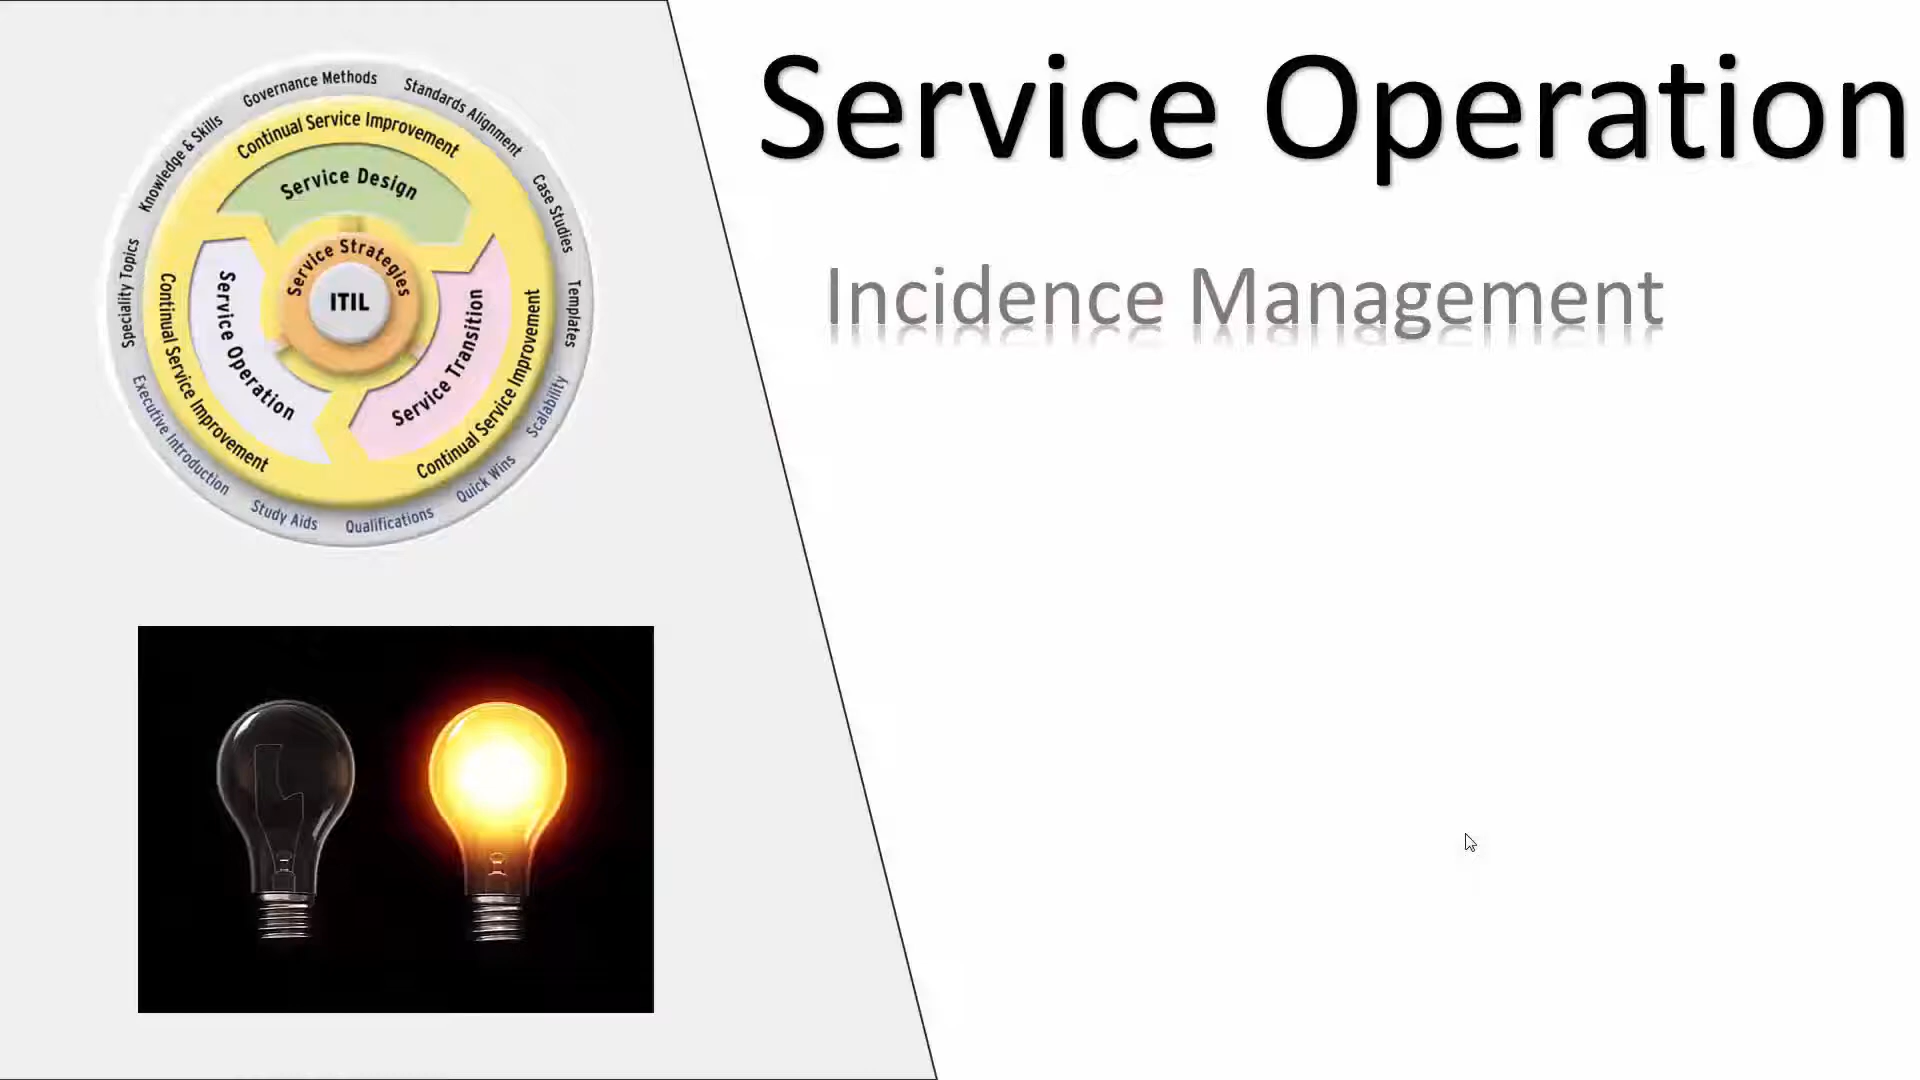 Service Operation
Incidence Management
Governance Methods
Standards Alignment
Case Studies
Templates
Scalability
Quick Wins
Qualifications
Study Aids
Executive Introduction
Speciality Topics
Knowledge & Skills
Continual Service Improvement
Continual Service Improvement
Continual Service Improvement
Service Design
Service Transition
Service Operation
Service Strategies
ITIL